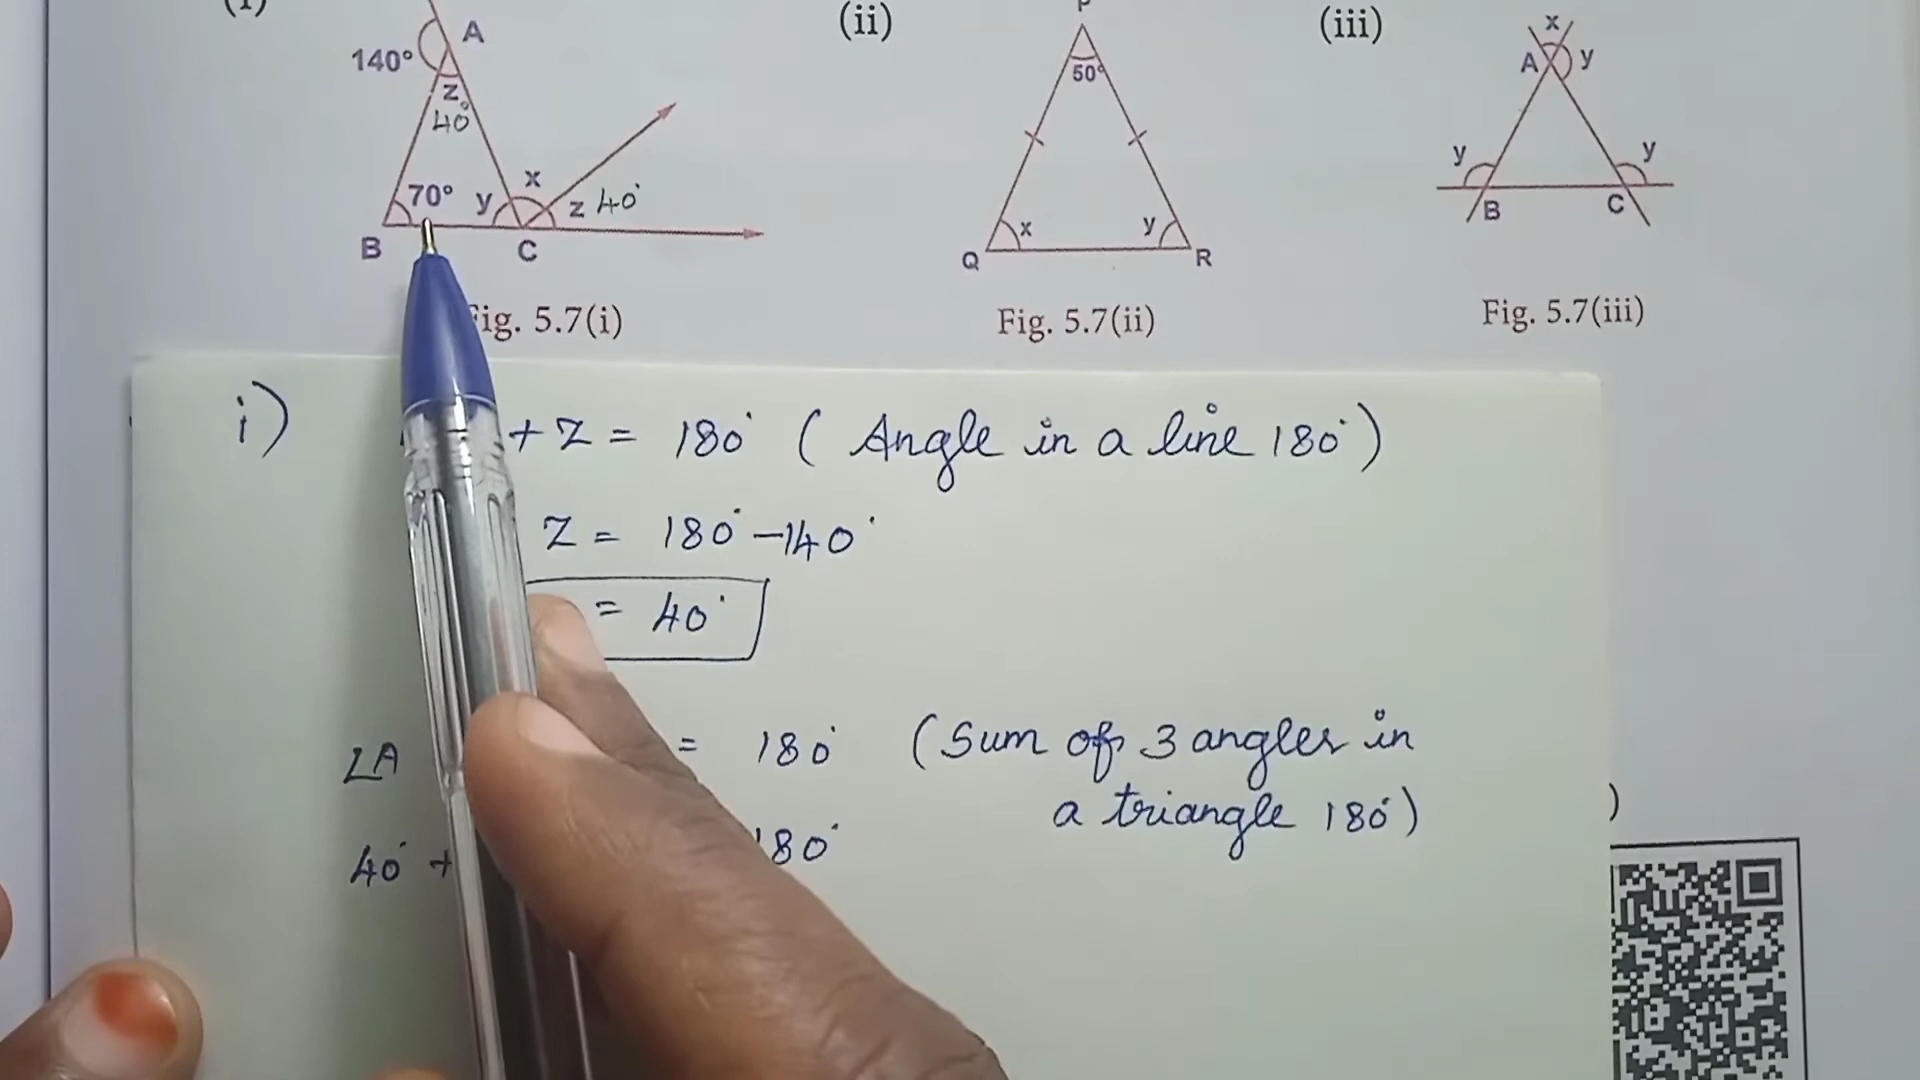 (i)
(ii)
(iii)
A
140°
z
40°
70°
y
x
z 40°
B
C
P
50°
x
y
Q
R
x
A
y
y
y
B
C
Fig. 5.7(i)
Fig. 5.7(ii)
Fig. 5.7(iii)
i) + z = 180° ( Angle in a line 180°)
z = 180° - 140°
= 40°
∠A = 180° (Sum of 3 angles in
a triangle 180°)
40° + 180°
)